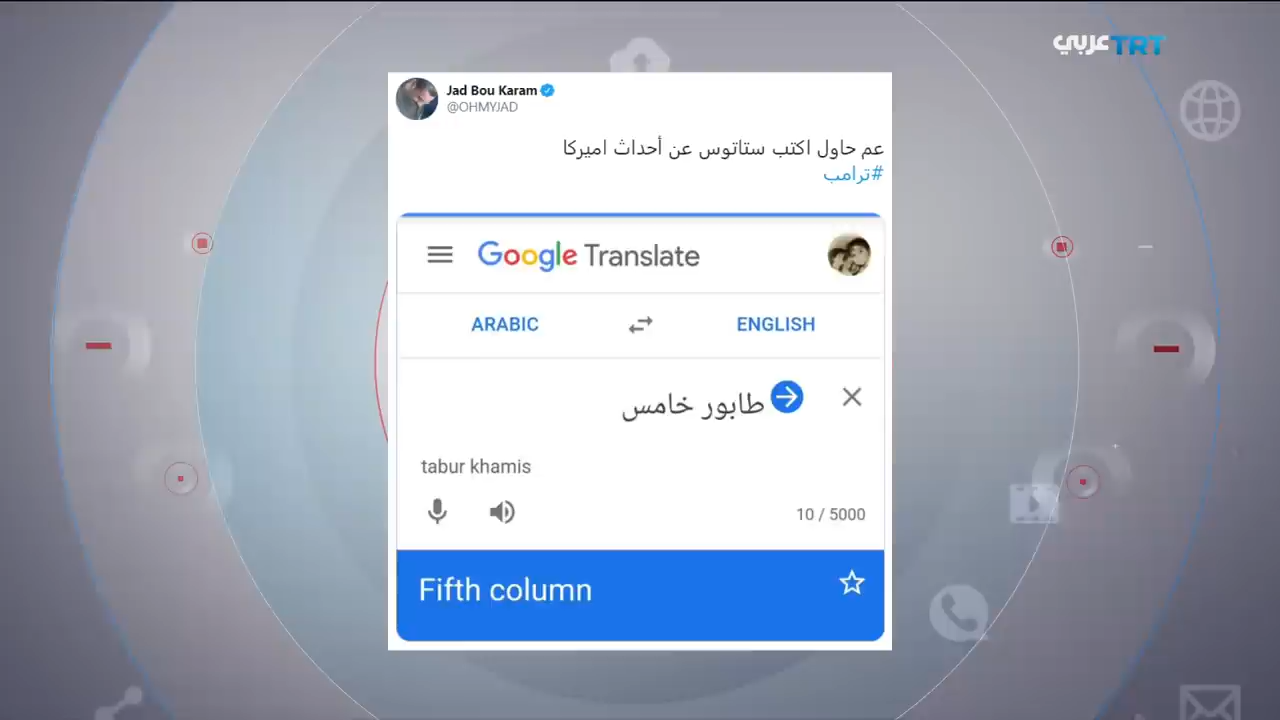 TRT عربي
Jad Bou Karam
@OHMYJAD
عم حاول اكتب ستاتوس عن أحداث اميركا
#ترامب
Google Translate
ARABIC
ENGLISH
طابور خامس
tabur khamis
10 / 5000
Fifth column